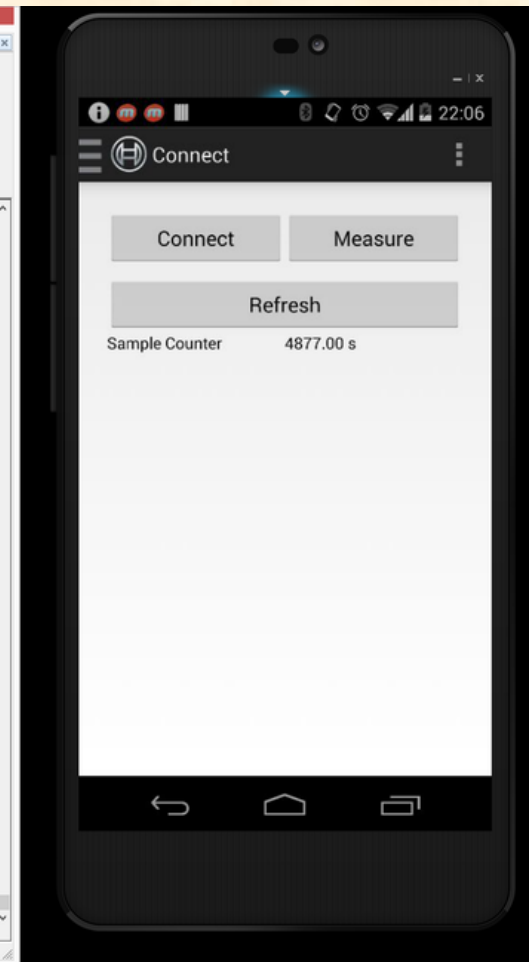 22:06
Connect
Connect Measure
Refresh
Sample Counter 4877.00 s